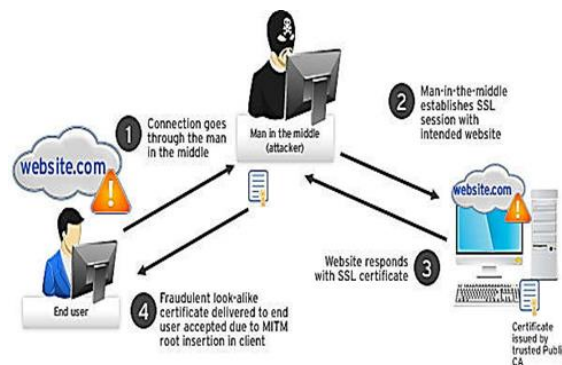 Man in the middle
(attacker)
1
Connection goes
through the man
in the middle
2
Man-in-the-middle
establishes SSL
session with
intended website
website.com
website.com
Website responds
with SSL certificate
3
End user
4
Fraudulent look-alike
certificate delivered to end
user accepted due to MITM
root insertion in client
Certificate
issued by
trusted Public
CA